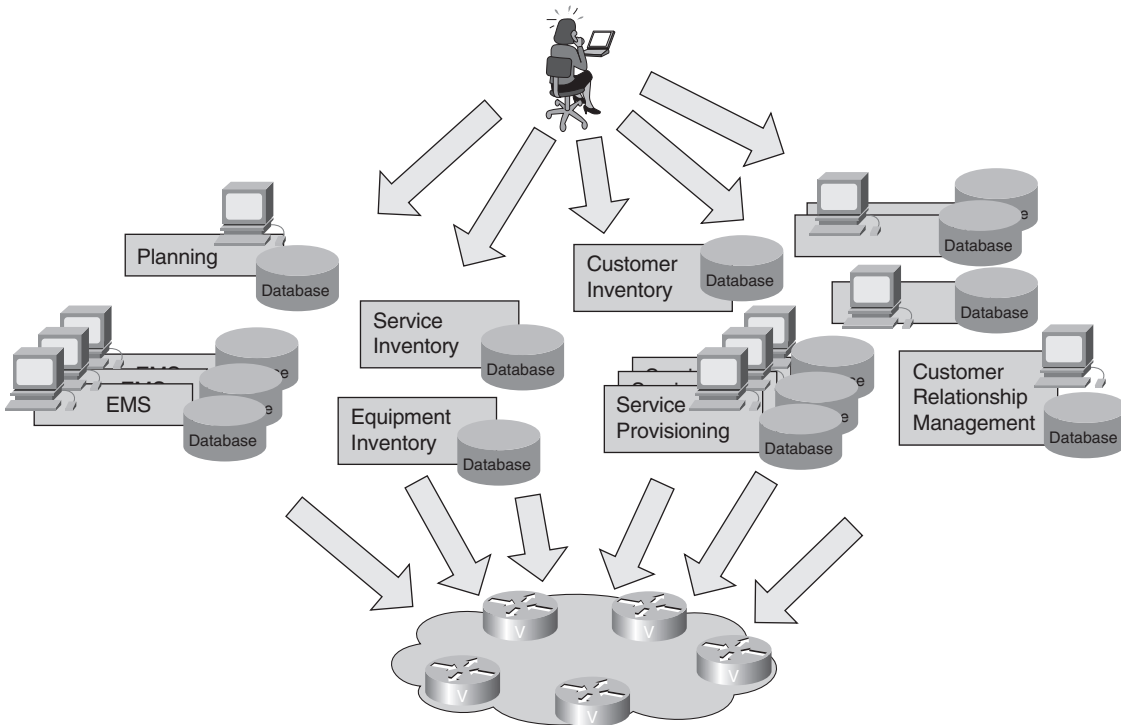 Planning
Database
Customer
Inventory
Database
Database
Database
Service
Inventory
Database
EMS
Database
Equipment
Inventory
Database
Service
Provisioning
Database
Customer
Relationship
Management
Database
V
V
V
V
V